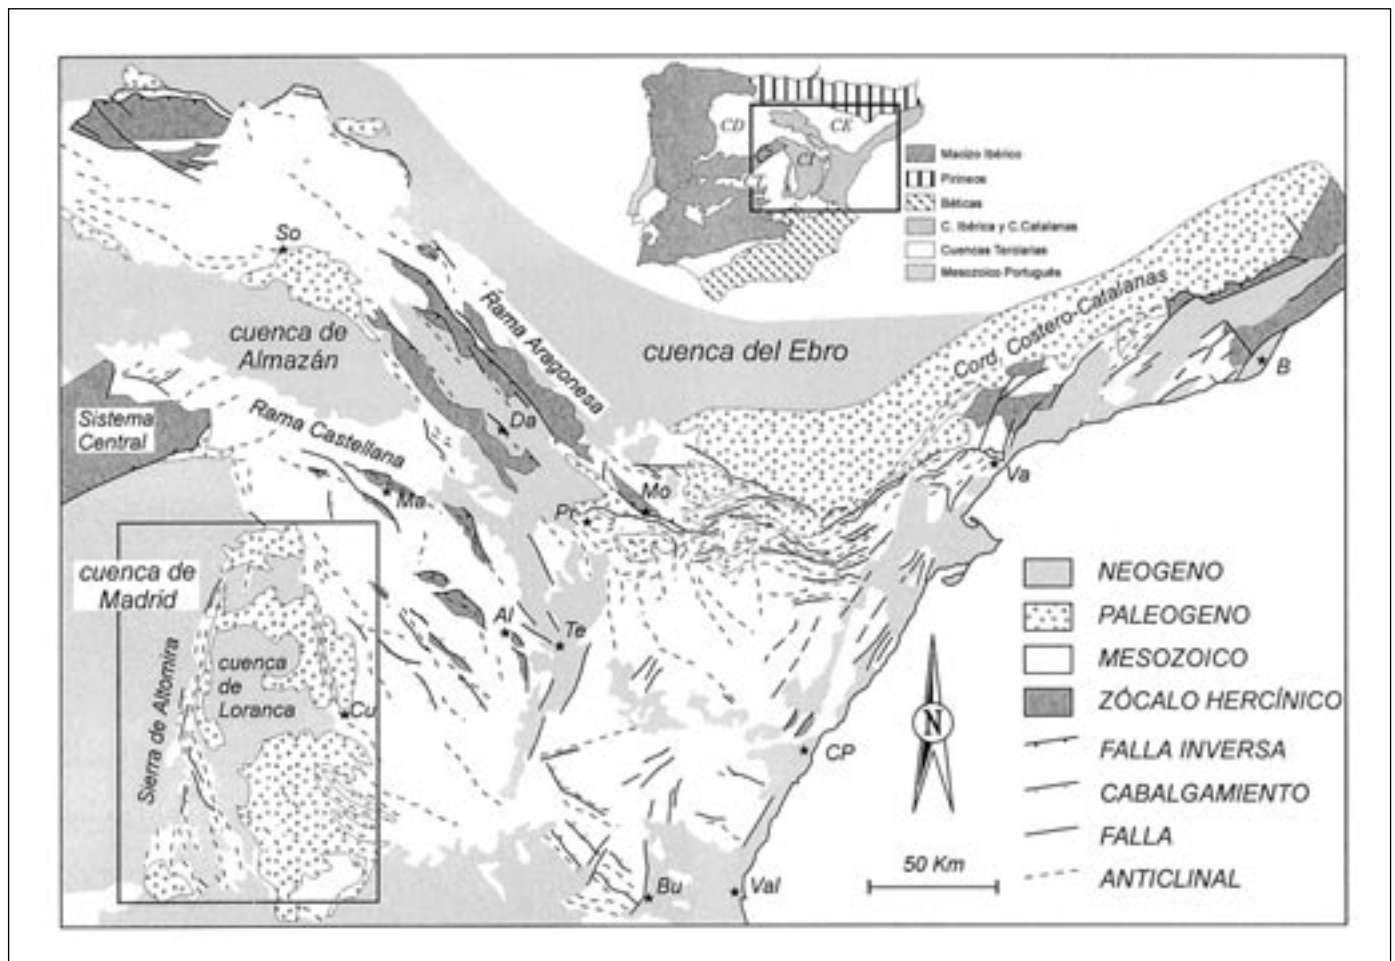 CD
CE
CI
CT
Macizo Ibérico
Pirineos
Béticas
C. Ibérica y C.Catalanas
Cuencas Terciarias
Mesozoico Portugués
So
Rama Aragonesa
cuenca de
Almazán
cuenca del Ebro
Cord. Costero-Catalanas
B
Sistema
Central
Rama Castellana
Da
Ma
Mo
Va
Pt
cuenca de
Madrid
Al
Te
Sierra de Altomira
cuenca
de
Loranca
Cu
CP
Bu
Val
N
50 Km
NEOGENO
PALEOGENO
MESOZOICO
ZÓCALO HERCÍNICO
FALLA INVERSA
CABALGAMIENTO
FALLA
ANTICLINAL